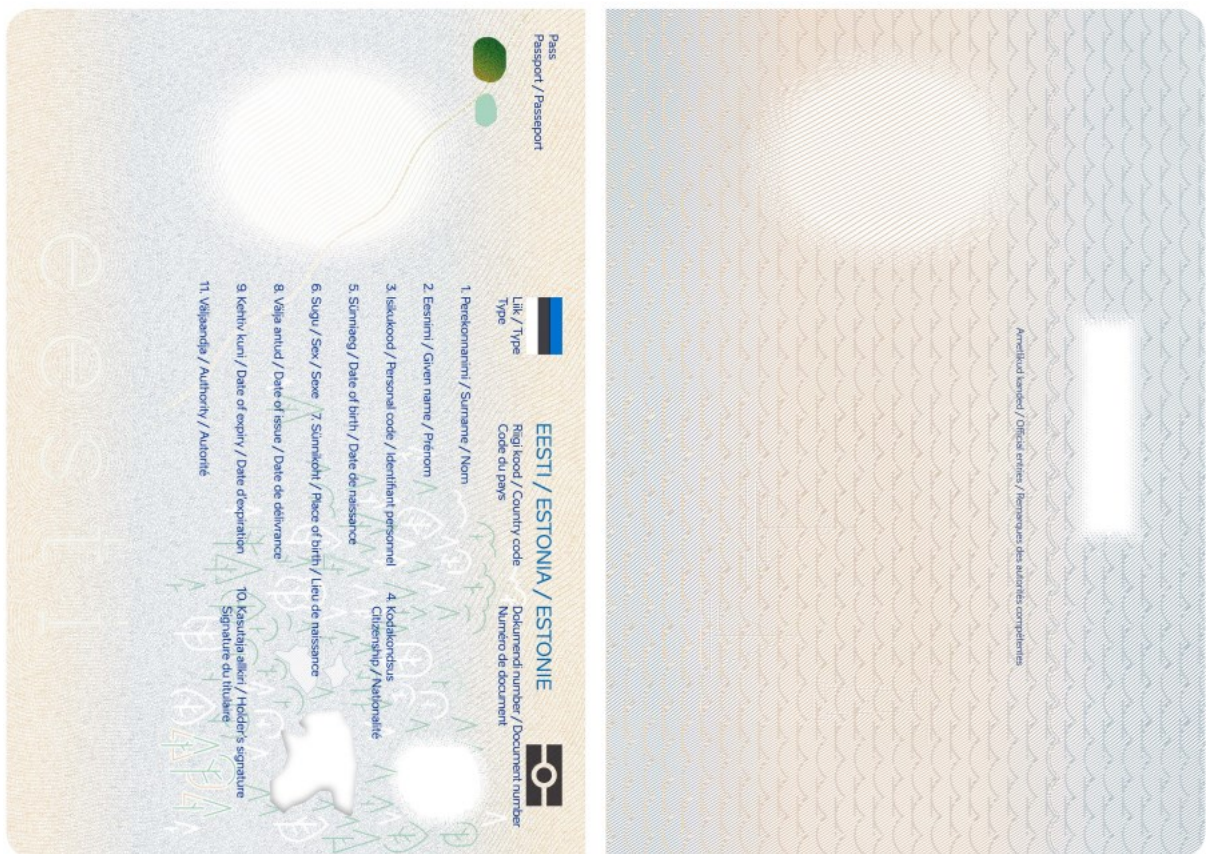 Pass
Passport / Passeport
EESTI / ESTONIA / ESTONIE
Liik / Type
Type
Riigi kood / Country code
Code du pays
Dokumendi number / Document number
Numéro de document
1. Perekonnanimi / Surname / Nom
2. Eesnimi / Given name / Prénom
3. Isikukood / Personal code / Identifiant personnel
4. Kodakondsus
Citizenship / Nationalité
5. Sünniaeg / Date of birth / Date de naissance
6. Sugu / Sex / Sexe
7. Sünnikoht / Place of birth / Lieu de naissance
8. Välja antud / Date of issue / Date de délivrance
9. Kehtiv kuni / Date of expiry / Date d'expiration
10. Kasutaja allkiri / Holder's signature
Signature du titulaire
11. Väljaandja / Authority / Autorité
eesti
Ametlikud kanded / Official entries / Remarques des autorités compétentes